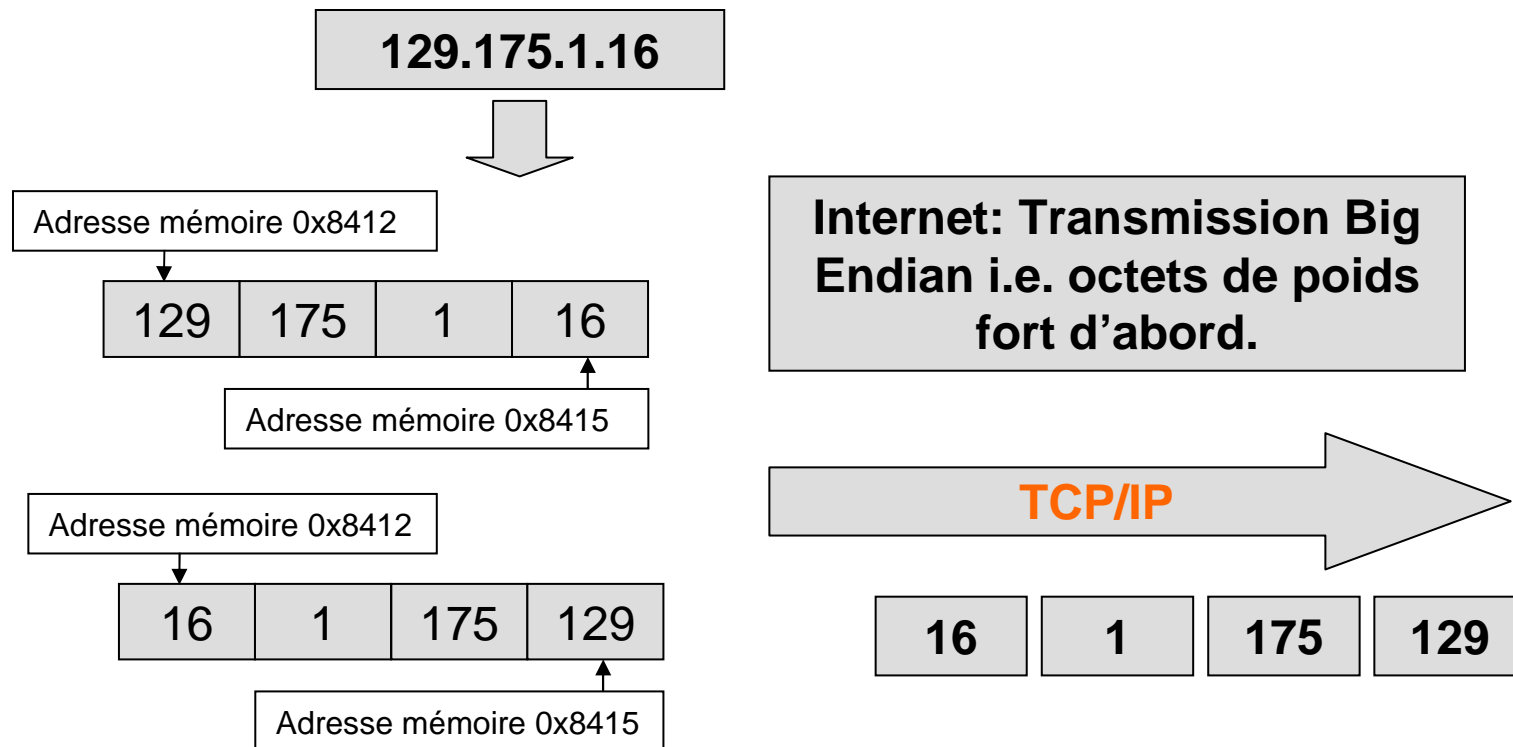 129.175.1.16
Adresse mémoire 0x8412
129 175 1 16
Adresse mémoire 0x8415
Adresse mémoire 0x8412
16 1 175 129
Adresse mémoire 0x8415
Internet: Transmission Big
Endian i.e. octets de poids
fort d’abord.
TCP/IP
16 1 175 129